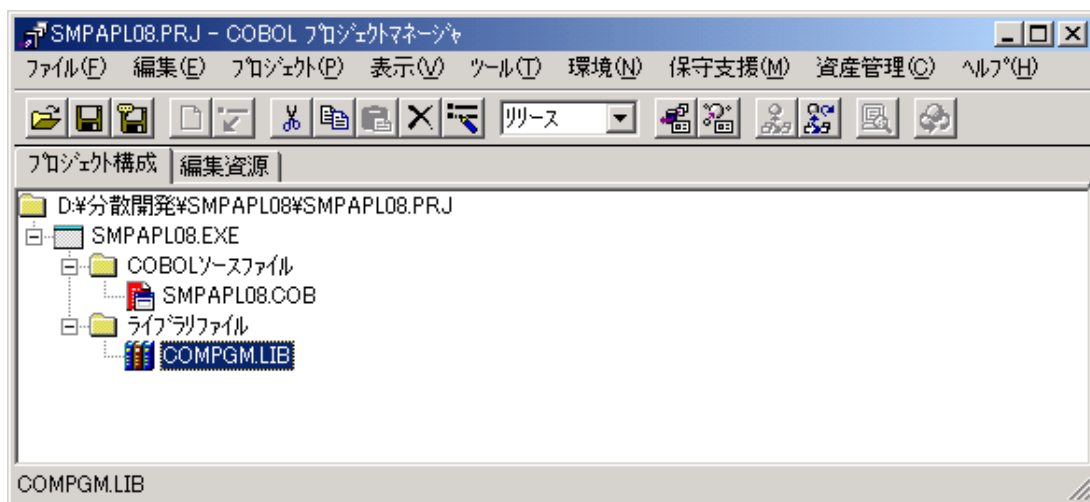 SMPAPL08.PRJ - COBOL ﾌﾟﾛｼﾞｪｸﾄﾏﾈｰｼﾞｬ
ﾌｧｲﾙ(F) 編集(E) ﾌﾟﾛｼﾞｪｸﾄ(P) 表示(V) ﾂｰﾙ(T) 環境(N) 保守支援(M) 資産管理(C) ﾍﾙﾌﾟ(H)
ﾘﾘｰｽ
ﾌﾟﾛｼﾞｪｸﾄ構成 編集資源
D:¥分散開発¥SMPAPL08¥SMPAPL08.PRJ
SMPAPL08.EXE
COBOLｿｰｽﾌｧｲﾙ
SMPAPL08.COB
ﾗｲﾌﾞﾗﾘﾌｧｲﾙ
COMPGM.LIB
COMPGM.LIB